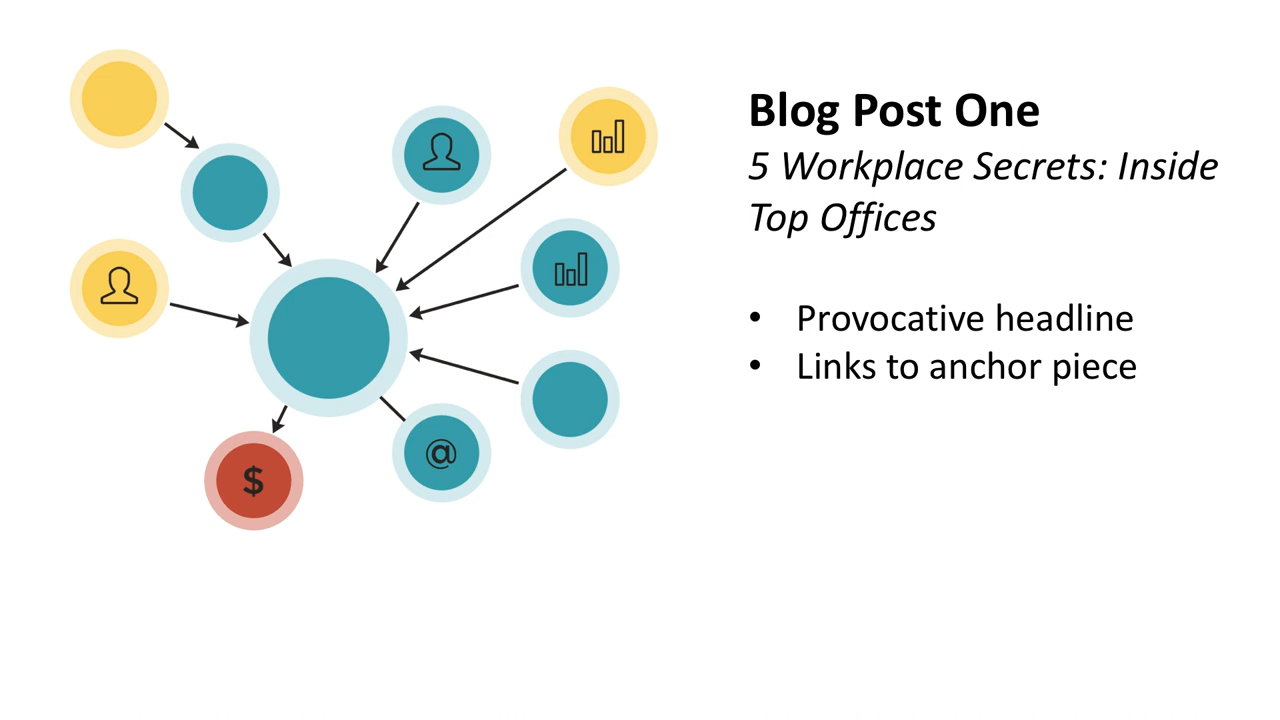 Blog Post One
5 Workplace Secrets: Inside
Top Offices
• Provocative headline
• Links to anchor piece
$
@